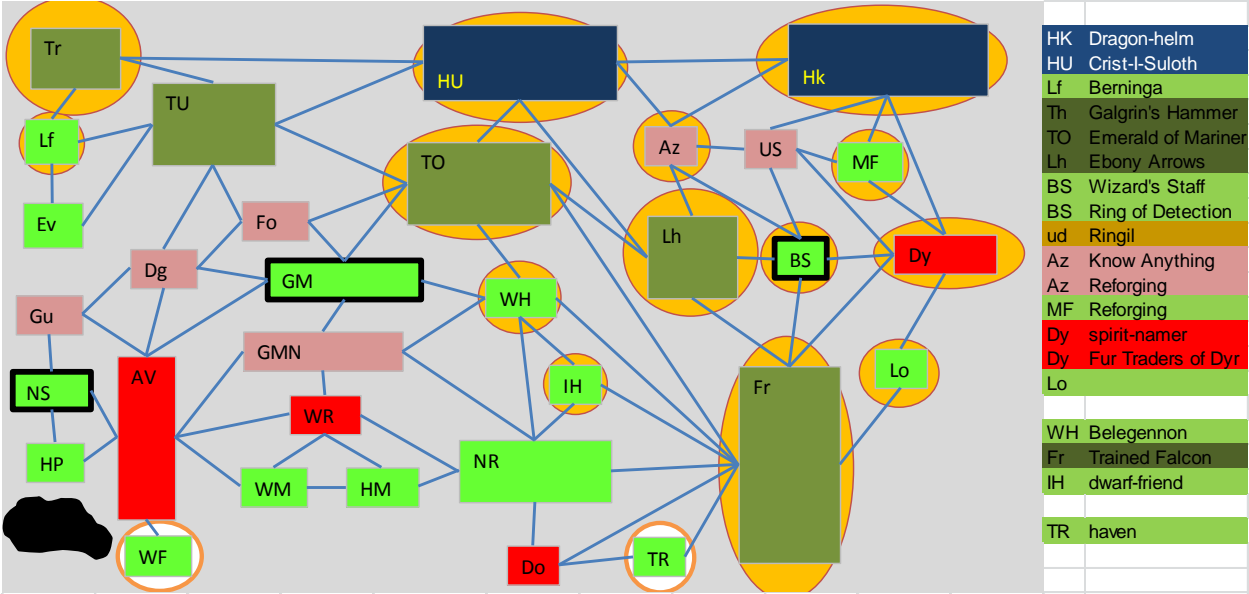 Tr
HU
Hk
TU
Lf
Az
US
MF
TO
Ev
Fo
Lh
BS
Dy
Dg
GM
WH
Gu
GMN
AV
IH
Lo
Fr
NS
WR
HP
WM
HM
NR
WF
Do
TR
HK Dragon-helm
HU Crist-I-Suloth
Lf Berninga
Th Galgrin's Hammer
TO Emerald of Mariner
Lh Ebony Arrows
BS Wizard's Staff
BS Ring of Detection
ud Ringil
Az Know Anything
Az Reforging
MF Reforging
Dy spirit-namer
Dy Fur Traders of Dyr
Lo
WH Belegennon
Fr Trained Falcon
IH dwarf-friend
TR haven